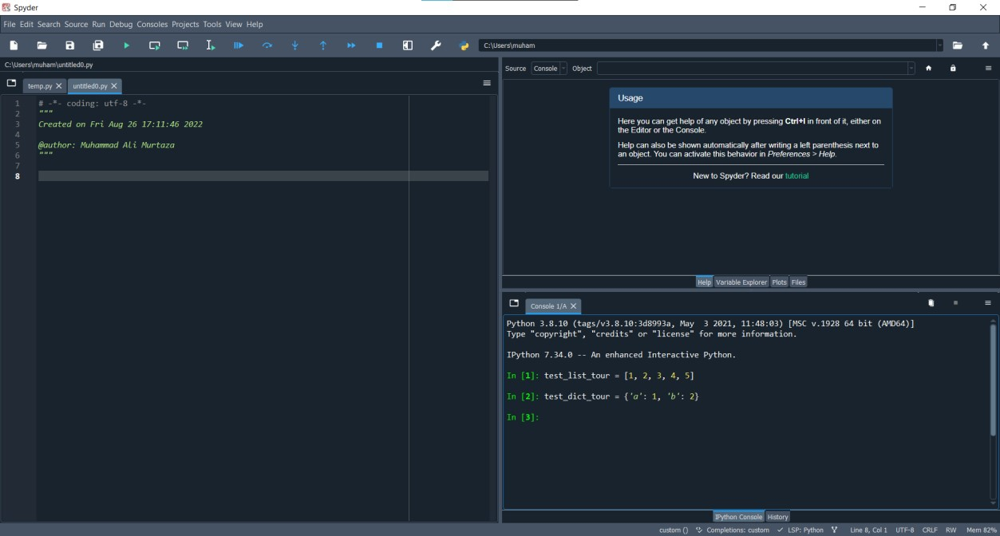 Spyder
File Edit Search Source Run Debug Consoles Projects Tools View Help
C:\Users\muham
C:\Users\muham\untitled0.py
temp.py
untitled0.py
1 # -*- coding: utf-8 -*-
2 """
3 Created on Fri Aug 26 17:11:46 2022
4
5 @author: Muhammad Ali Murtaza
6 """
7
8
Source Console Object
Usage
Here you can get help of any object by pressing Ctrl+I in front of it, either on
the Editor or the Console.
Help can also be shown automatically after writing a left parenthesis next to
an object. You can activate this behavior in Preferences > Help.
New to Spyder? Read our tutorial
Help Variable Explorer Plots Files
Console 1/A
Python 3.8.10 (tags/v3.8.10:3d8993a, May  3 2021, 11:48:03) [MSC v.1928 64 bit (AMD64)]
Type "copyright", "credits" or "license" for more information.
IPython 7.34.0 -- An enhanced Interactive Python.
In [1]: test_list_tour = [1, 2, 3, 4, 5]
In [2]: test_dict_tour = {'a': 1, 'b': 2}
In [3]:
IPython Console History
custom () Completions: custom LSP: Python Line 8, Col 1 UTF-8 CRLF RW Mem 82%